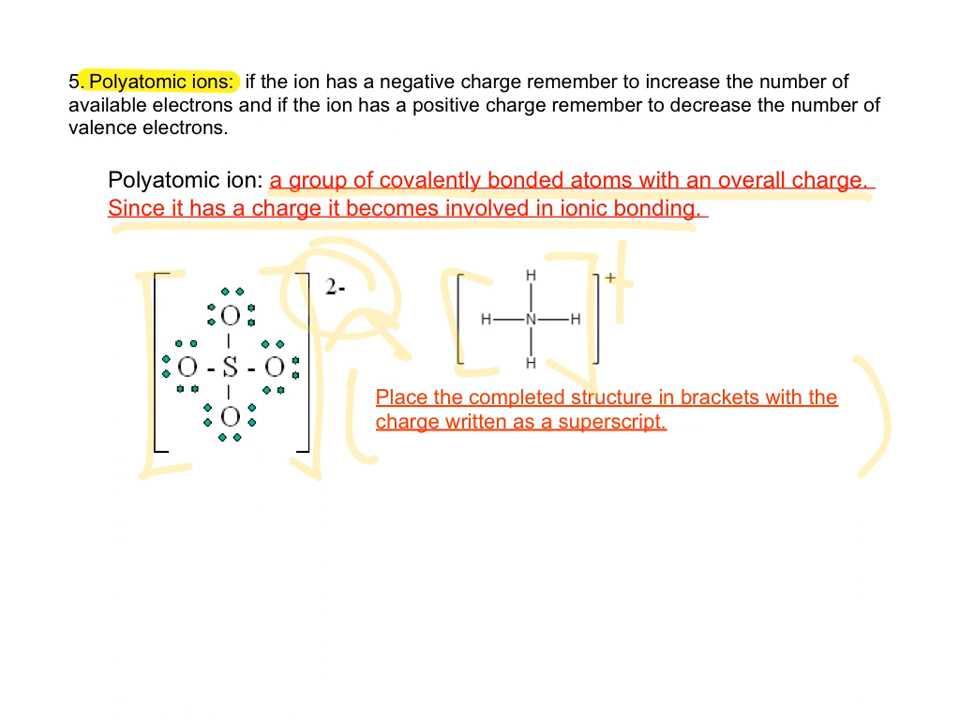 5. Polyatomic ions: if the ion has a negative charge remember to increase the number of
available electrons and if the ion has a positive charge remember to decrease the number of
valence electrons.
Polyatomic ion: a group of covalently bonded atoms with an overall charge.
Since it has a charge it becomes involved in ionic bonding.
2-
O
O - S - O
O
H
+
H N H
H
Place the completed structure in brackets with the
charge written as a superscript.